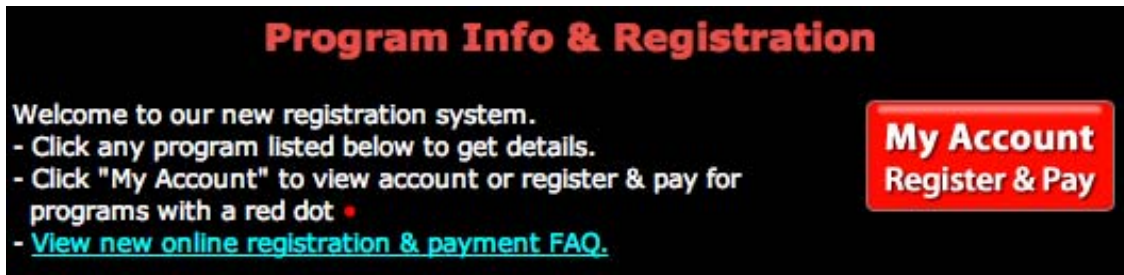 Program Info & Registration
Welcome to our new registration system.
- Click any program listed below to get details.
- Click "My Account" to view account or register & pay for
programs with a red dot •
- View new online registration & payment FAQ.
My Account
Register & Pay